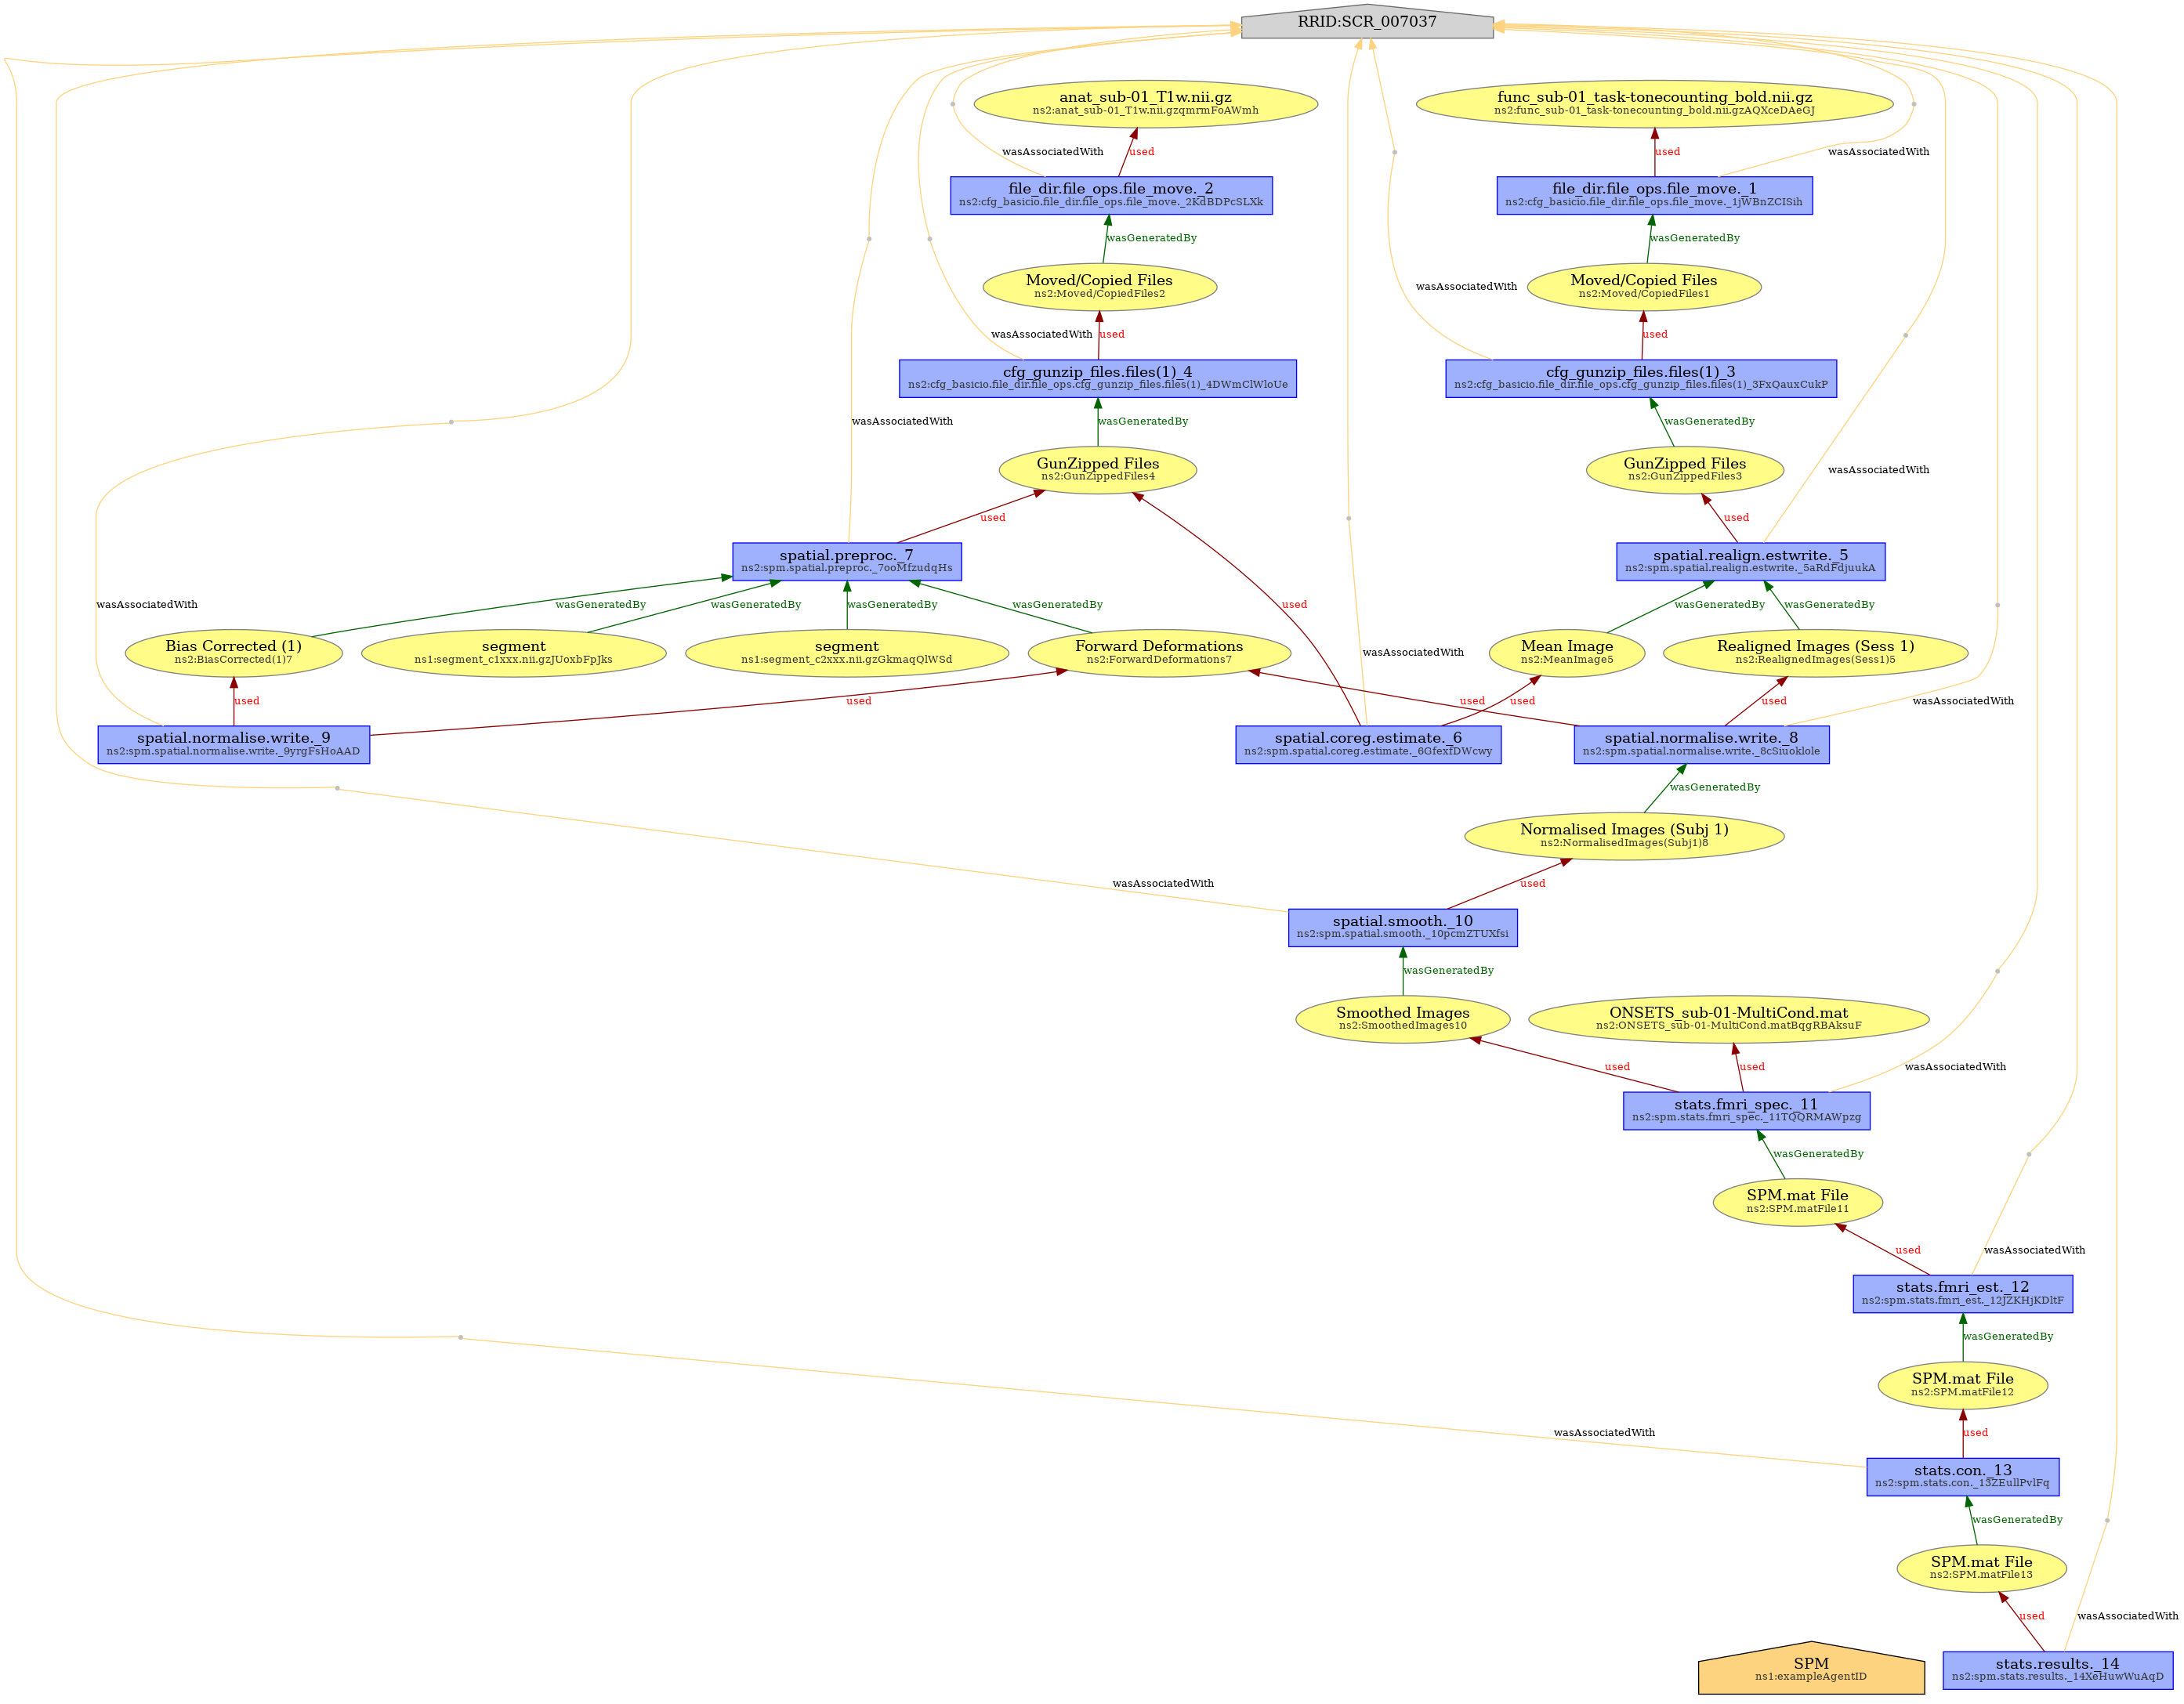 RRID:SCR_007037
anat_sub-01_T1w.nii.gz
ns2:anat_sub-01_T1w.nii.gzqmrmFoAWmh
func_sub-01_task-tonecounting_bold.nii.gz
ns2:func_sub-01_task-tonecounting_bold.nii.gzAQXceDAeGJ
wasAssociatedWith
used
used
wasAssociatedWith
file_dir.file_ops.file_move._2
ns2:cfg_basicio.file_dir.file_ops.file_move._2KdBDPcSLXk
file_dir.file_ops.file_move._1
ns2:cfg_basicio.file_dir.file_ops.file_move._1jWBnZCISih
wasGeneratedBy
wasGeneratedBy
Moved/Copied Files
ns2:Moved/CopiedFiles2
wasAssociatedWith
Moved/Copied Files
ns2:Moved/CopiedFiles1
wasAssociatedWith
used
used
cfg_gunzip_files.files(1)_4
ns2:cfg_basicio.file_dir.file_ops.cfg_gunzip_files.files(1)_4DWmClWloUe
cfg_gunzip_files.files(1)_3
ns2:cfg_basicio.file_dir.file_ops.cfg_gunzip_files.files(1)_3FxQauxCukP
wasAssociatedWith
wasGeneratedBy
wasGeneratedBy
GunZipped Files
ns2:GunZippedFiles4
GunZipped Files
ns2:GunZippedFiles3
wasAssociatedWith
used
used
spatial.preproc._7
ns2:spm.spatial.preproc._7ooMfzudqHs
spatial.realign.estwrite._5
ns2:spm.spatial.realign.estwrite._5aRdFdjuukA
wasAssociatedWith
wasGeneratedBy
wasGeneratedBy
wasGeneratedBy
wasGeneratedBy
used
wasGeneratedBy
wasGeneratedBy
Bias Corrected (1)
ns2:BiasCorrected(1)7
segment
ns1:segment_c1xxx.nii.gzJUoxbFpJks
segment
ns1:segment_c2xxx.nii.gzGkmaqQlWSd
Forward Deformations
ns2:ForwardDeformations7
wasAssociatedWith
Mean Image
ns2:MeanImage5
Realigned Images (Sess 1)
ns2:RealignedImages(Sess1)5
used
used
used
used
used
wasAssociatedWith
spatial.normalise.write._9
ns2:spm.spatial.normalise.write._9yrgFsHoAAD
spatial.coreg.estimate._6
ns2:spm.spatial.coreg.estimate._6GfexfDWcwy
spatial.normalise.write._8
ns2:spm.spatial.normalise.write._8cSiuoklole
wasGeneratedBy
Normalised Images (Subj 1)
ns2:NormalisedImages(Subj1)8
wasAssociatedWith
used
spatial.smooth._10
ns2:spm.spatial.smooth._10pcmZTUXfsi
wasGeneratedBy
Smoothed Images
ns2:SmoothedImages10
ONSETS_sub-01-MultiCond.mat
ns2:ONSETS_sub-01-MultiCond.matBqgRBAksuF
used
used
wasAssociatedWith
stats.fmri_spec._11
ns2:spm.stats.fmri_spec._11TQQRMAWpzg
wasGeneratedBy
SPM.mat File
ns2:SPM.matFile11
used
wasAssociatedWith
stats.fmri_est._12
ns2:spm.stats.fmri_est._12JZKHjKDltF
wasGeneratedBy
SPM.mat File
ns2:SPM.matFile12
wasAssociatedWith
used
stats.con._13
ns2:spm.stats.con._13ZEullPvlFq
wasGeneratedBy
SPM.mat File
ns2:SPM.matFile13
used
wasAssociatedWith
SPM
ns1:exampleAgentID
stats.results._14
ns2:spm.stats.results._14XeHuwWuAqD